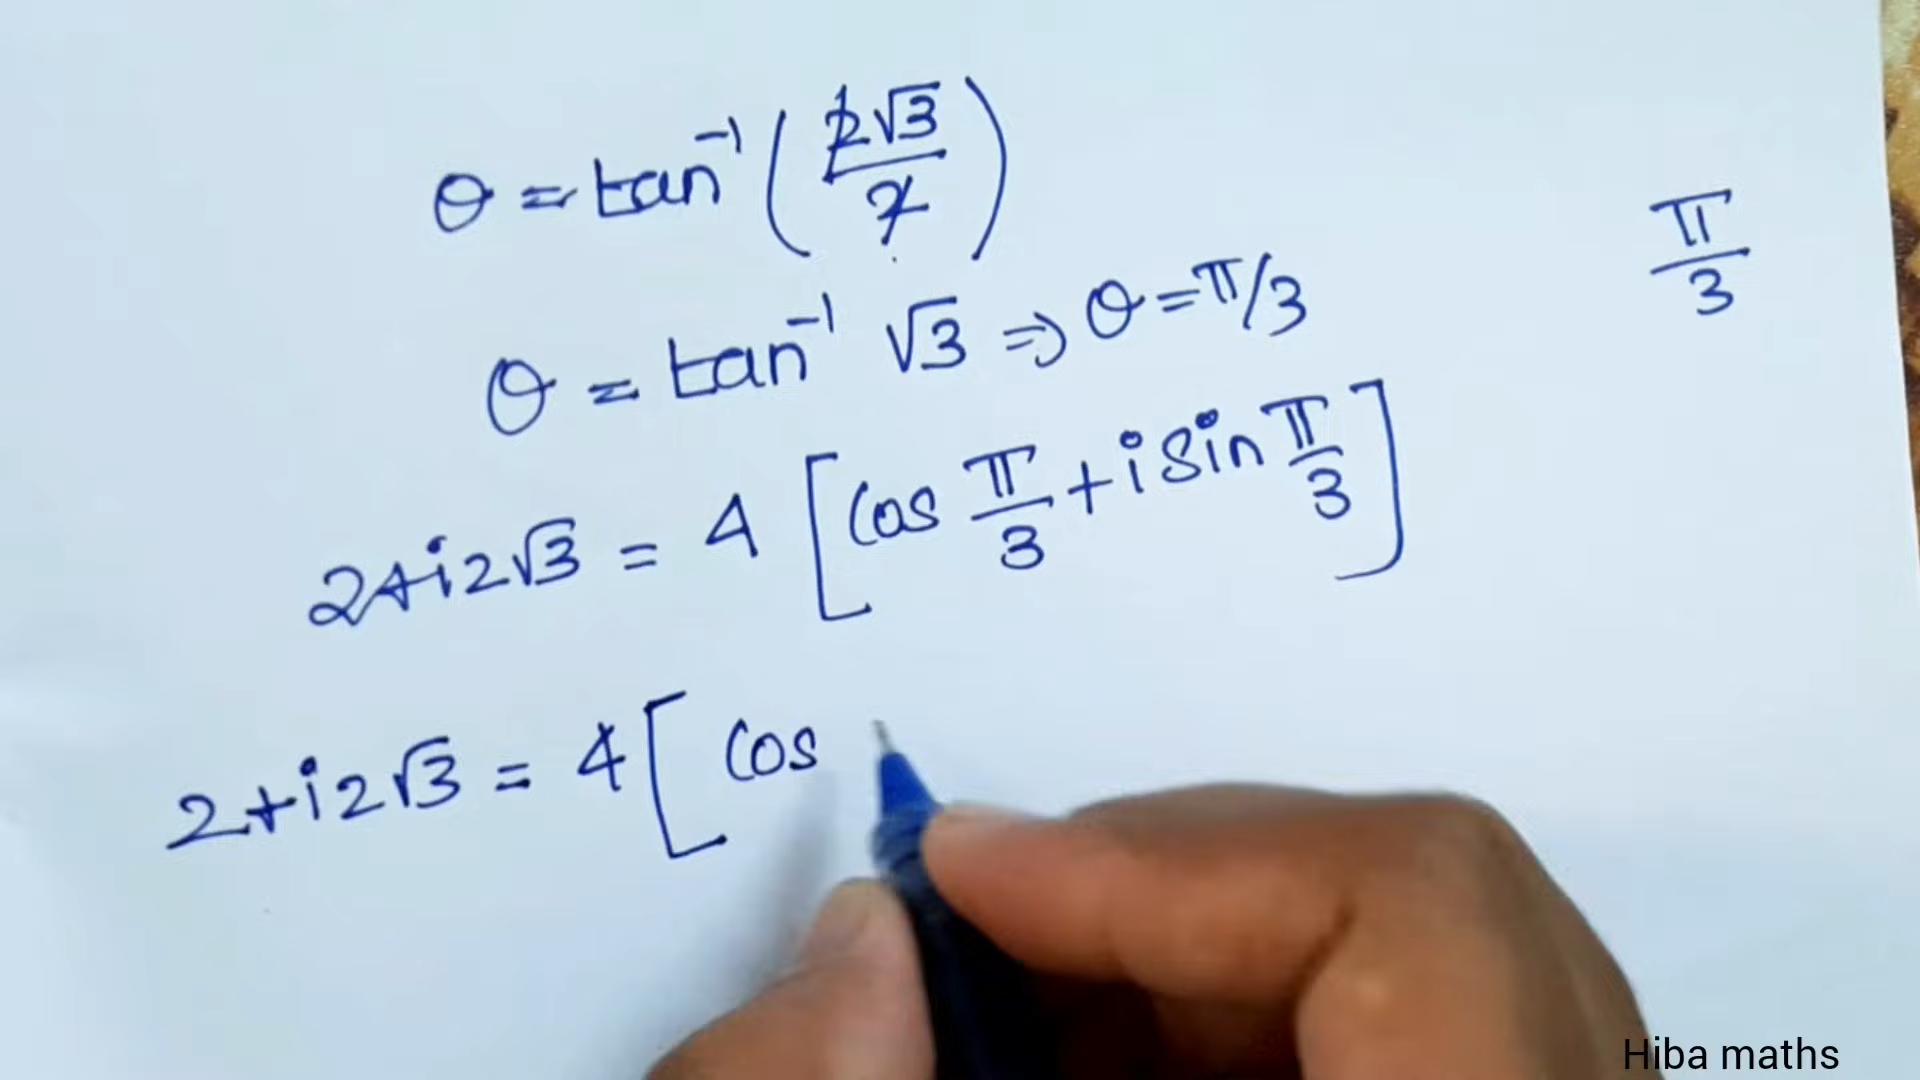 θ = tan⁻¹ (2√3/2)
π/3
θ = tan⁻¹ √3 ⇒ θ = π/3
2+i2√3 = 4 [cos π/3 + i sin π/3]
2+i2√3 = 4 [ cos
Hiba maths